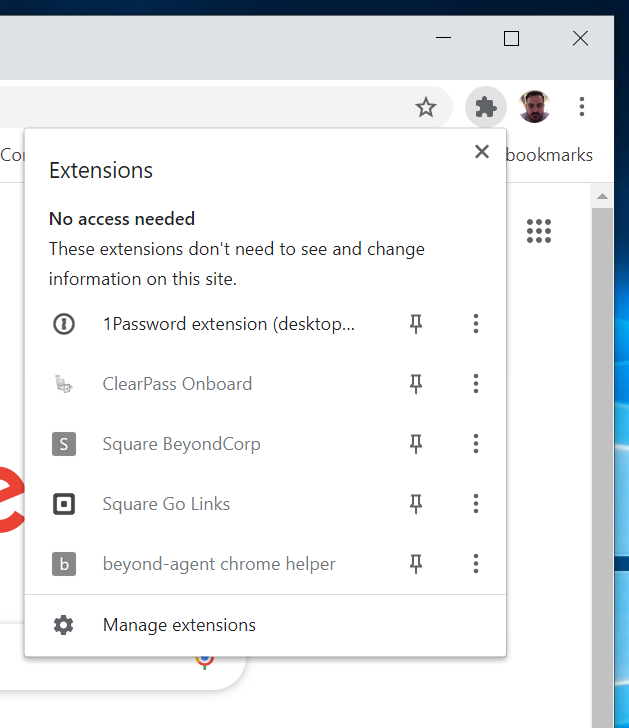 Cor
bookmarks
Extensions
No access needed
These extensions don't need to see and change
information on this site.
1Password extension (desktop...
ClearPass Onboard
S Square BeyondCorp
Square Go Links
b beyond-agent chrome helper
e
Manage extensions